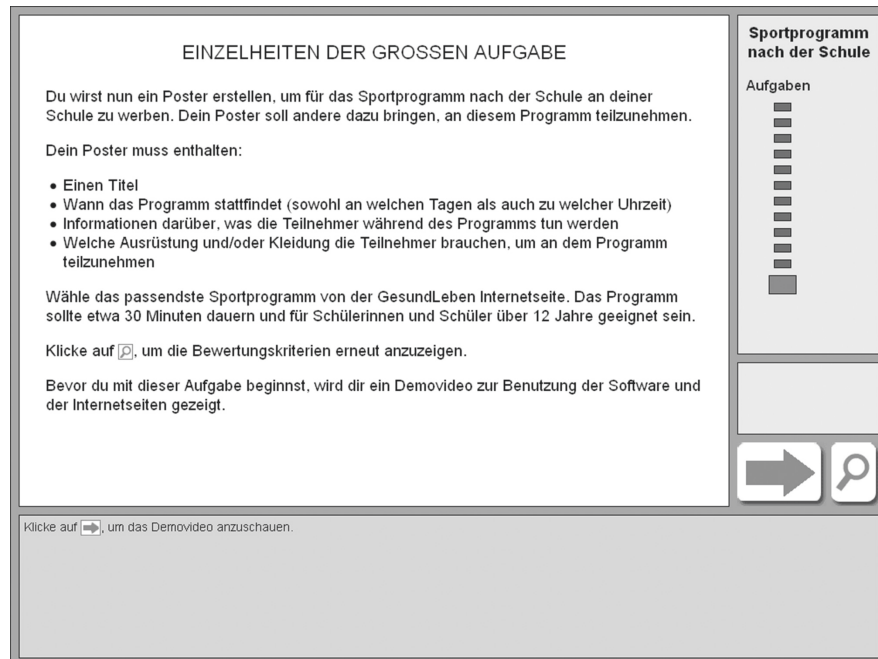 EINZELHEITEN DER GROSSEN AUFGABE
Du wirst nun ein Poster erstellen, um für das Sportprogramm nach der Schule an deiner
Schule zu werben. Dein Poster soll andere dazu bringen, an diesem Programm teilzunehmen.
Dein Poster muss enthalten:
• Einen Titel
• Wann das Programm stattfindet (sowohl an welchen Tagen als auch zu welcher Uhrzeit)
• Informationen darüber, was die Teilnehmer während des Programms tun werden
• Welche Ausrüstung und/oder Kleidung die Teilnehmer brauchen, um an dem Programm
teilzunehmen
Wähle das passendste Sportprogramm von der GesundLeben Internetseite. Das Programm
sollte etwa 30 Minuten dauern und für Schülerinnen und Schüler über 12 Jahre geeignet sein.
Klicke auf , um die Bewertungskriterien erneut anzuzeigen.
Bevor du mit dieser Aufgabe beginnst, wird dir ein Demovideo zur Benutzung der Software und
der Internetseiten gezeigt.
Sportprogramm
nach der Schule
Aufgaben
Klicke auf , um das Demovideo anzuschauen.